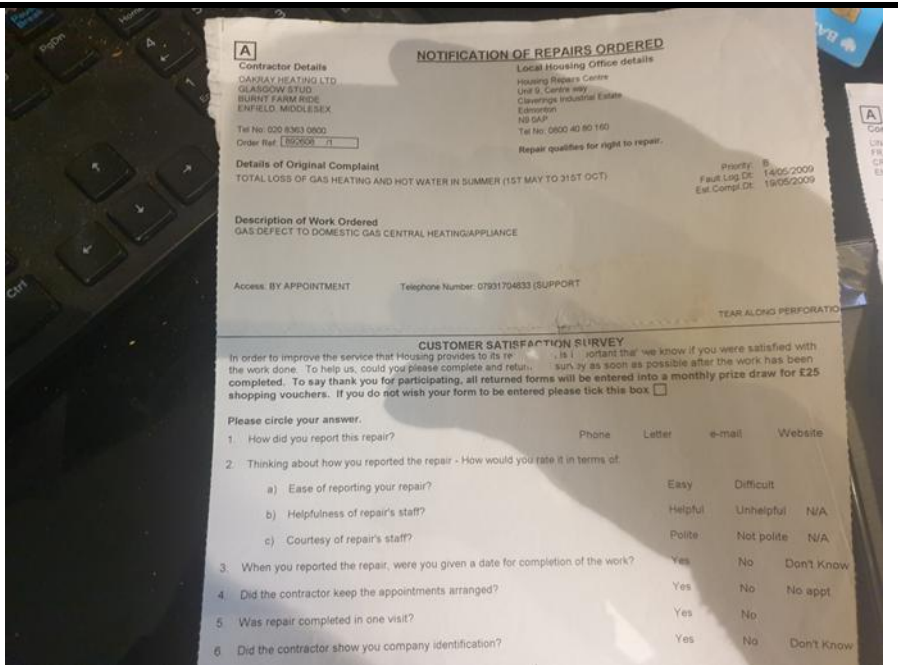 PgDn
Home
Ctrl
4
1
A
NOTIFICATION OF REPAIRS ORDERED
Contractor Details
OAKRAY HEATING LTD
GLASGOW STUD
BURNT FARM RIDE
ENFIELD, MIDDLESEX
Tel No: 020 8363 0800
Order Ref: 892608 /1
Local Housing Office details
Housing Repairs Centre
Unit 9, Centre way
Claverings Industrial Estate
Edmonton
N9 0AP
Tel No: 0800 40 80 160
Repair qualifies for right to repair.
Details of Original Complaint
TOTAL LOSS OF GAS HEATING AND HOT WATER IN SUMMER (1ST MAY TO 31ST OCT)
Priority: B
Fault Log.Dt: 14/05/2009
Est.Compl.Dt: 19/05/2009
Description of Work Ordered
GAS DEFECT TO DOMESTIC GAS CENTRAL HEATING/APPLIANCE
Access: BY APPOINTMENT Telephone Number: 07931704633 (SUPPORT
TEAR ALONG PERFORATIO
CUSTOMER SATISFACTION SURVEY
In order to improve the service that Housing provides to its is that we know if you were satisfied with
the work done. To help us, could you please complete and return as soon as possible after the work has been
completed. To say thank you for participating, all returned forms will be entered into a monthly prize draw for £25
shopping vouchers. If you do not wish your form to be entered please tick this box
Please circle your answer.
1. How did you report this repair? Phone Letter e-mail Website
2. Thinking about how you reported the repair - How would you rate it in terms of:
a) Ease of reporting your repair? Easy Difficult
b) Helpfulness of repair's staff? Helpful Unhelpful N/A
c) Courtesy of repair's staff? Polite Not polite N/A
3. When you reported the repair, were you given a date for completion of the work? Yes No Don't Know
4. Did the contractor keep the appointments arranged? Yes No No appt
5. Was repair completed in one visit? Yes No
6. Did the contractor show you company identification? Yes No Don't Know
A